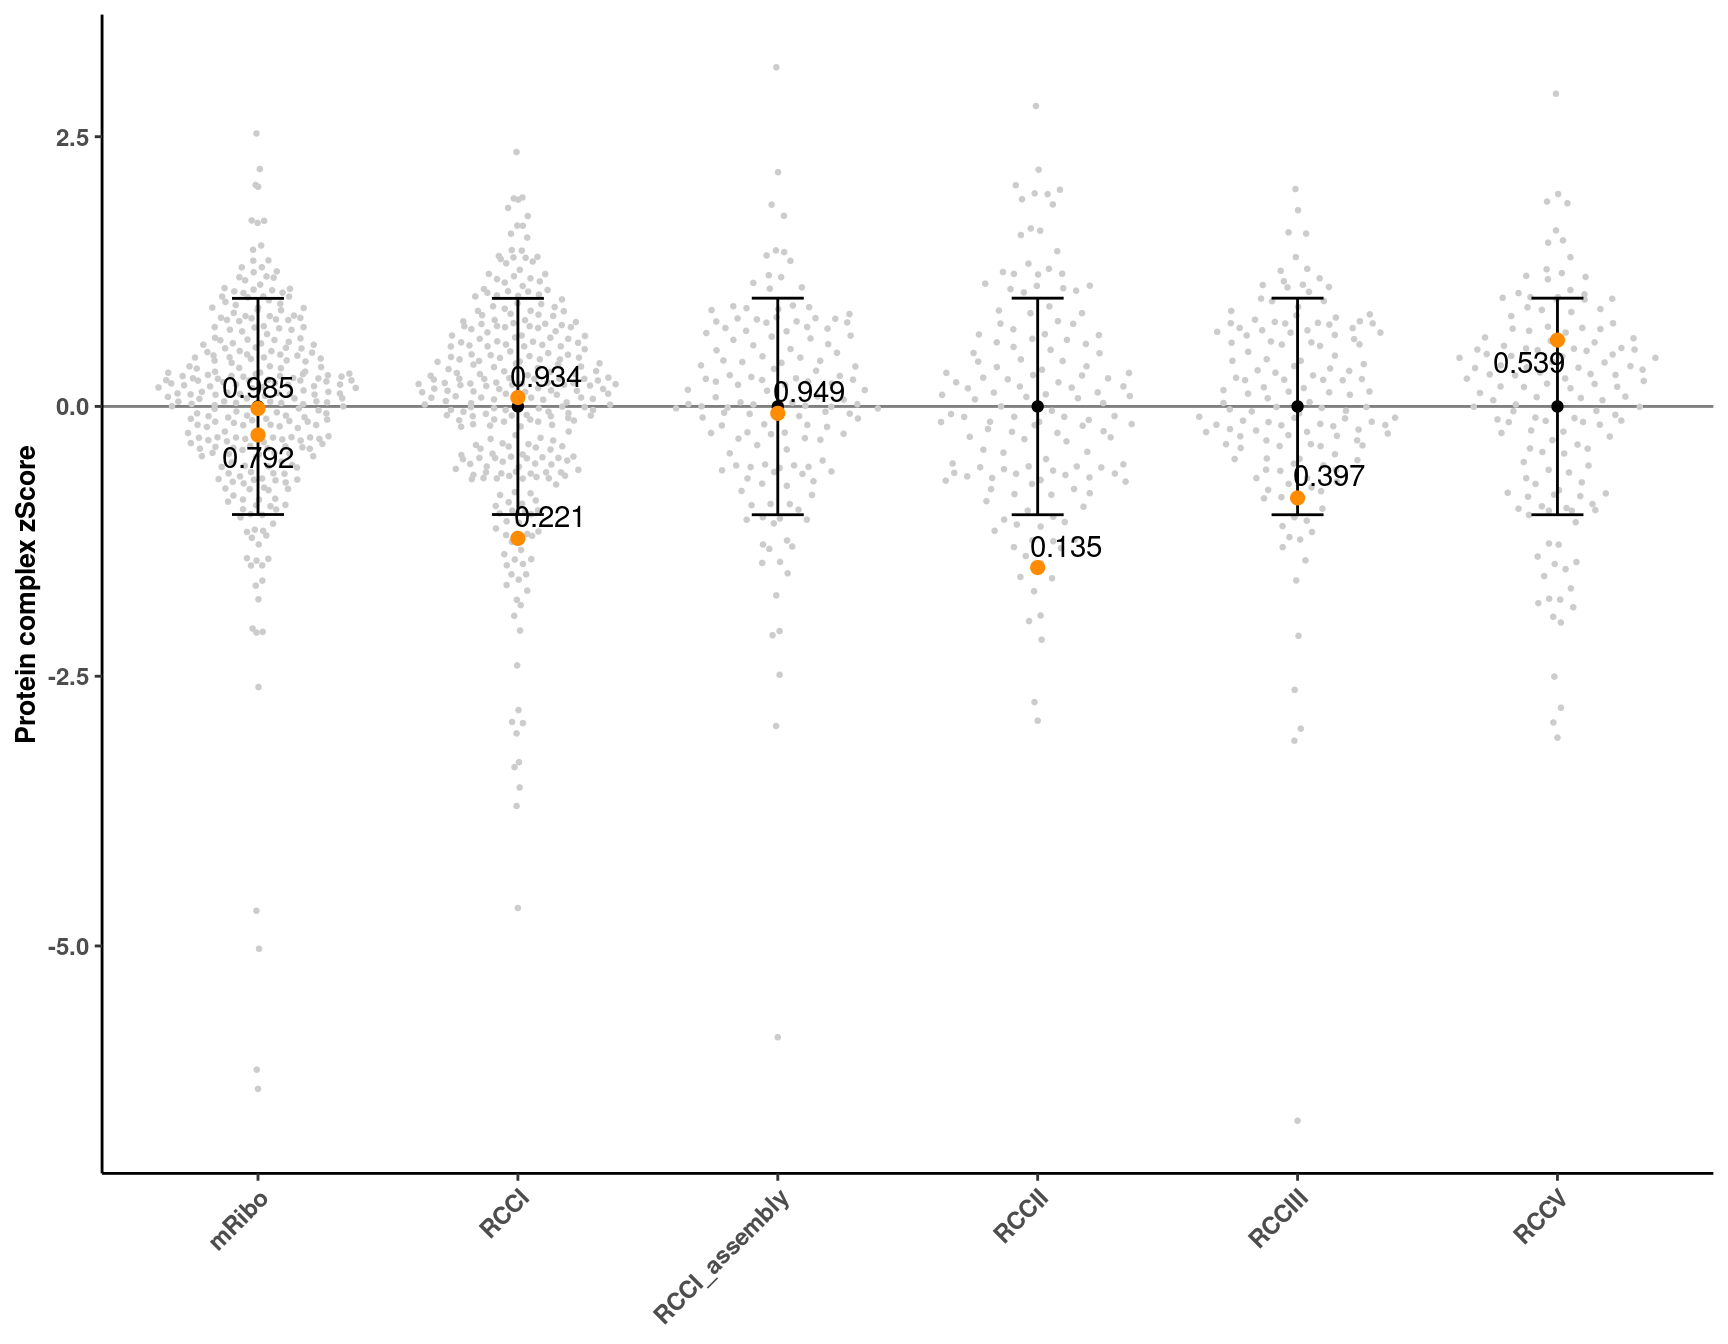 Protein complex zScore
2.5
0.0
-2.5
-5.0
0.985
0.792
0.934
0.221
0.949
0.135
0.397
0.539
mRibo
RCCI
RCCI_assembly
RCCII
RCCIII
RCCV